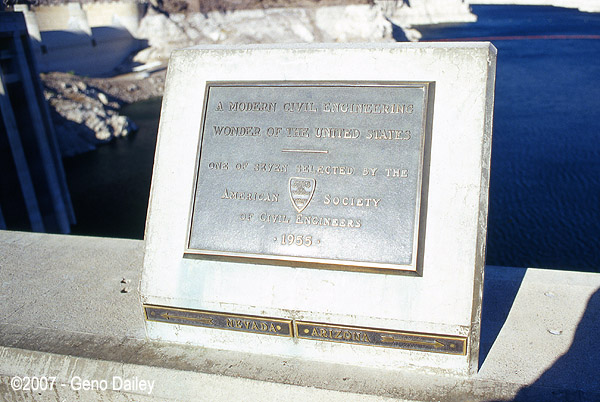 A MODERN CIVIL ENGINEERING
WONDER OF THE UNITED STATES
ONE OF SEVEN SELECTED BY THE
AMERICAN SOCIETY
OF CIVIL ENGINEERS
· 1955 ·
NEVADA · ARIZONA
©2007 - Geno Dailey